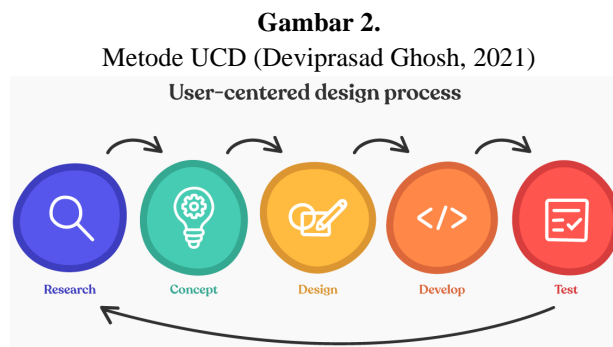 Gambar 2.
Metode UCD (Deviprasad Ghosh, 2021)
User-centered design process
</>
Research
Concept
Design
Develop
Test